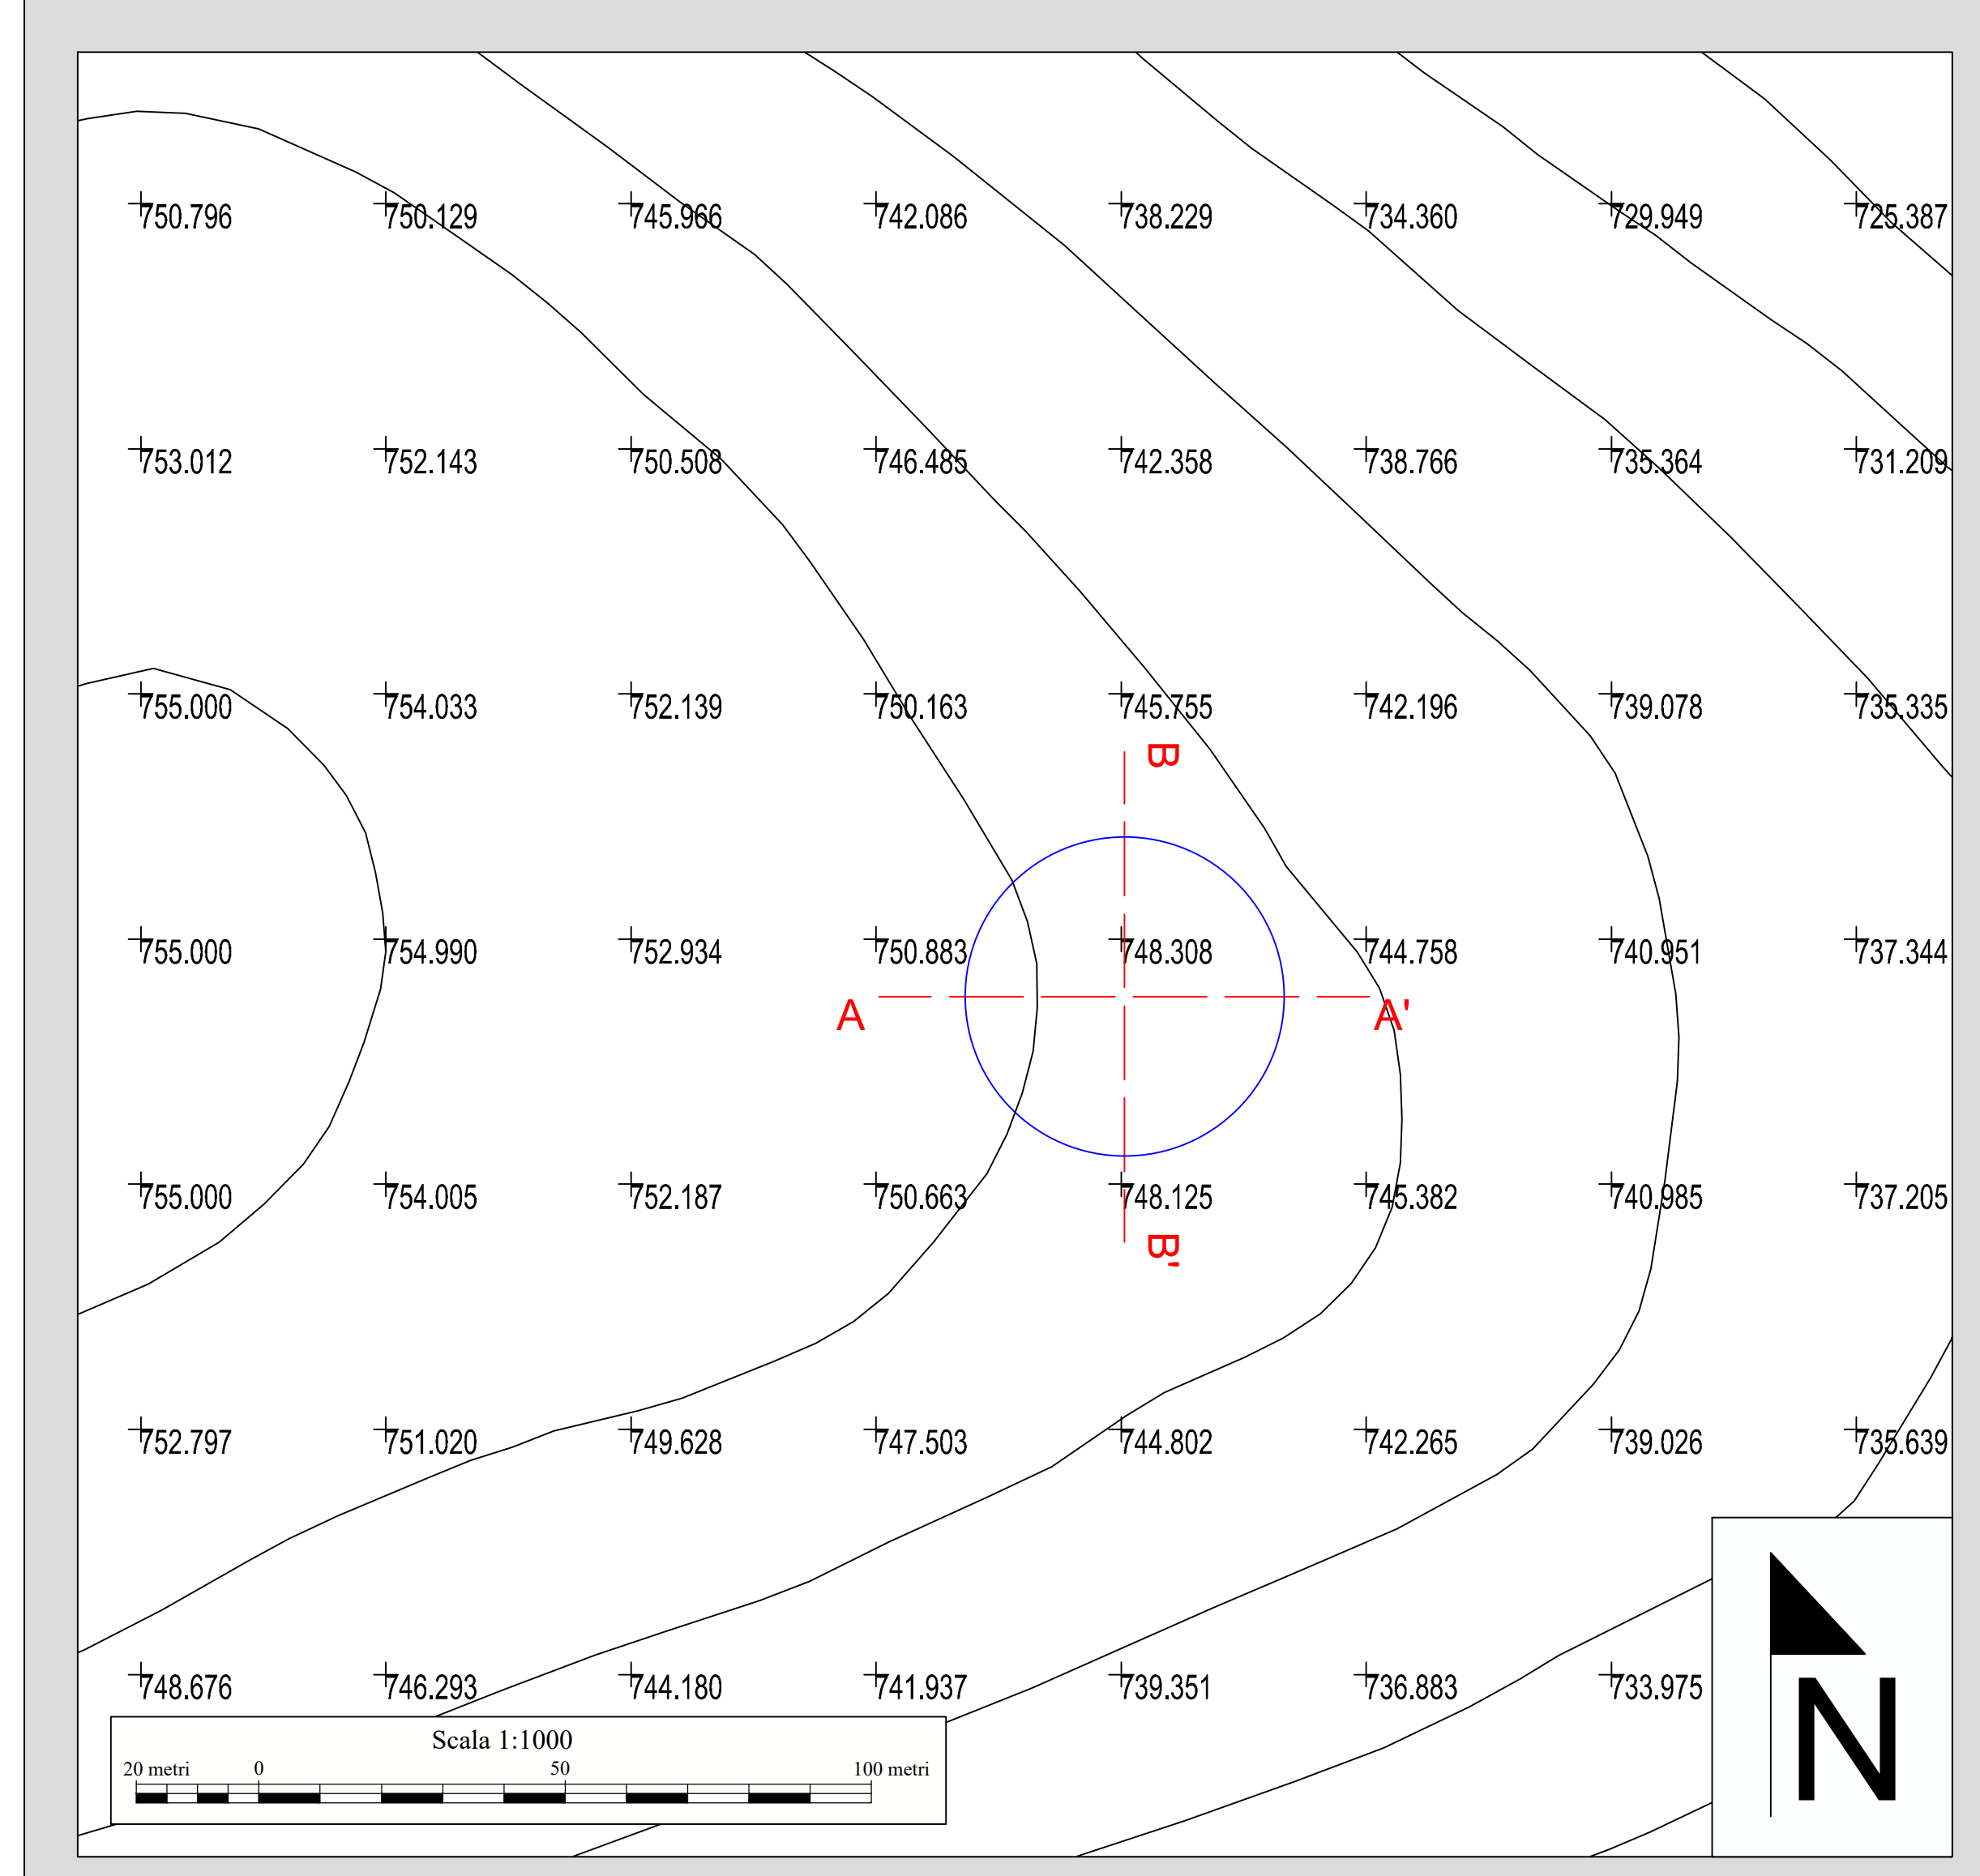 750.796 750.129 745.966 742.086 738.229 734.360 729.949 725.387
753.012 752.143 750.508 746.485 742.358 738.766 735.364 731.209
755.000 754.033 752.139 750.163 745.755 742.196 739.078 735.335
B
755.000 754.990 752.934 750.883 748.308 744.758 740.951 737.344
A A'
755.000 754.005 752.187 750.663 748.125 745.382 740.985 737.205
B'
752.797 751.020 749.628 747.503 744.802 742.265 739.026 735.639
748.676 746.293 744.180 741.937 739.351 736.883 733.975
N
Scala 1:1000
20 metri 0 50 100 metri